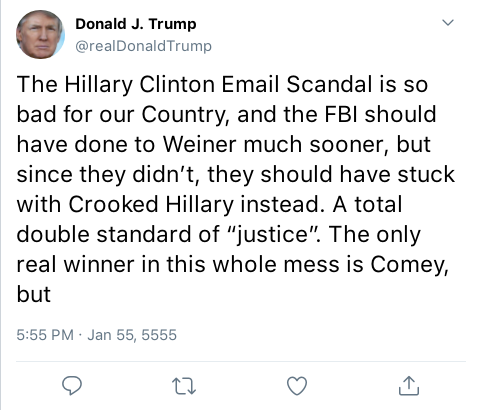 Donald J. Trump
@realDonaldTrump
The Hillary Clinton Email Scandal is so
bad for our Country, and the FBI should
have done to Weiner much sooner, but
since they didn’t, they should have stuck
with Crooked Hillary instead. A total
double standard of “justice”. The only
real winner in this whole mess is Comey,
but
5:55 PM · Jan 55, 5555